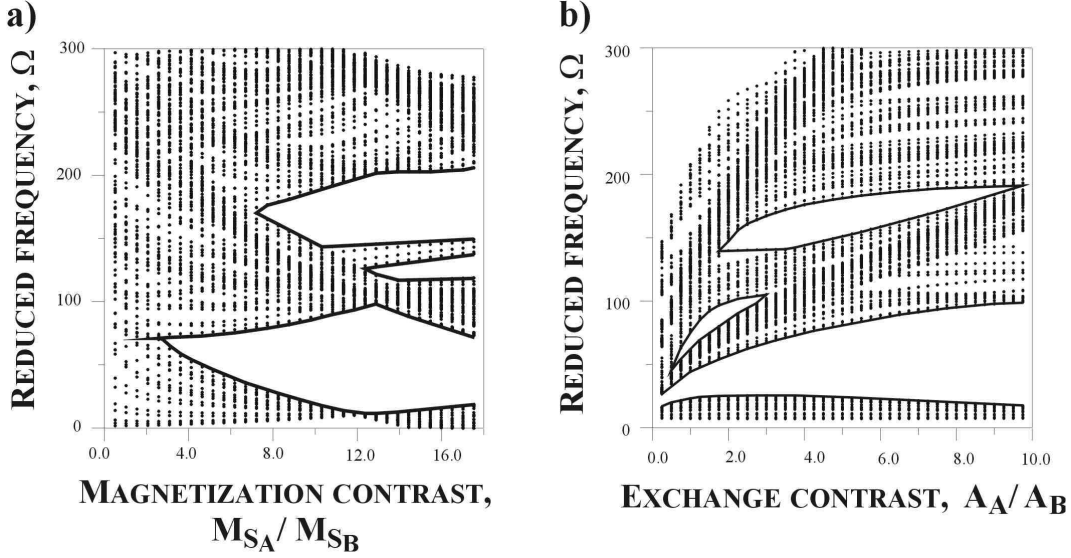 a)
REDUCED FREQUENCY, Ω
300
200
100
0
0.0 4.0 8.0 12.0 16.0
MAGNETIZATION CONTRAST,
MSA / MSB
b)
REDUCED FREQUENCY, Ω
300
200
100
0
0.0 2.0 4.0 6.0 8.0 10.0
EXCHANGE CONTRAST, AA / AB